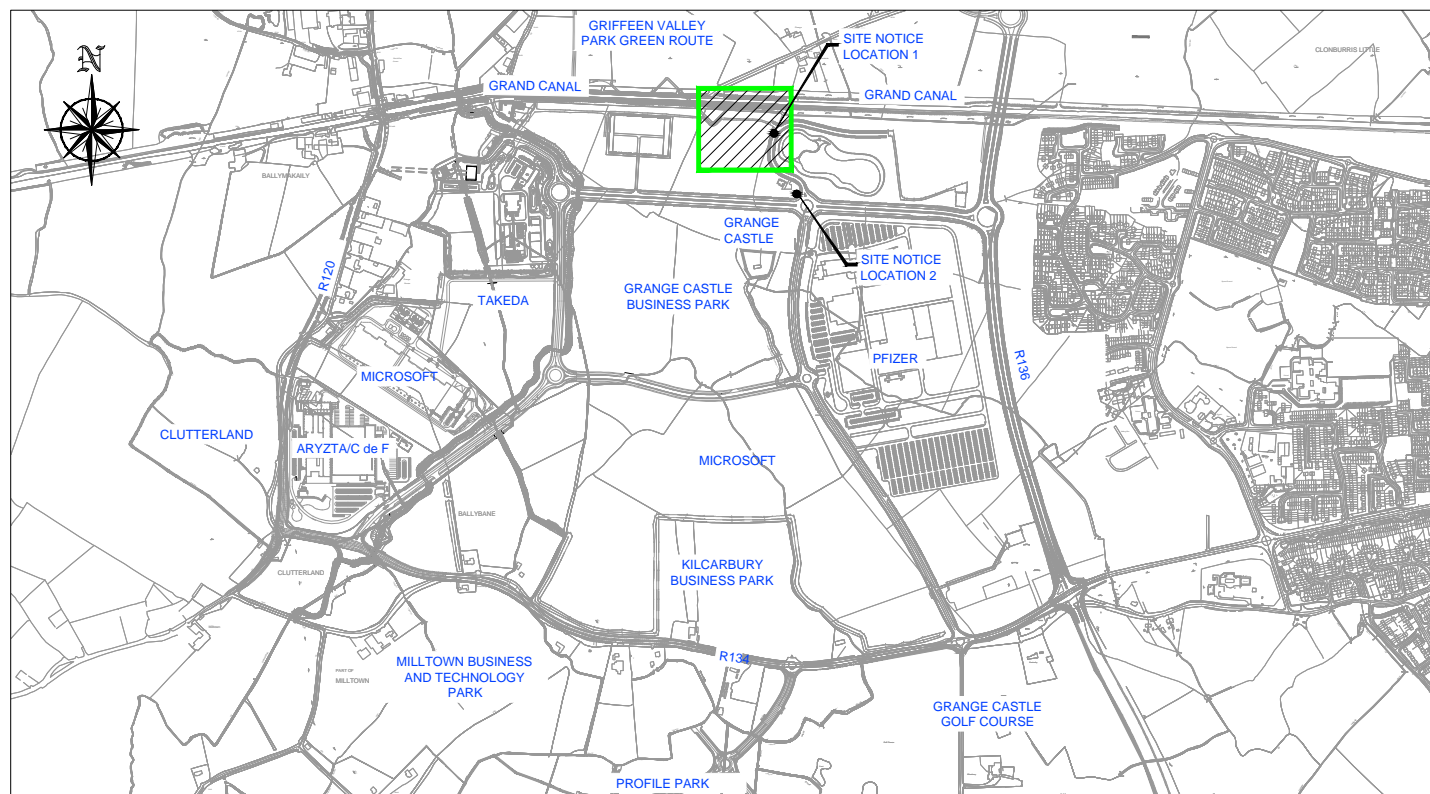 GRIFFEEN VALLEY
PARK GREEN ROUTE
SITE NOTICE
LOCATION 1
CLONBURRIS LITTLE
N
GRAND CANAL
GRAND CANAL
BALLYMAKAILY
GRANGE
CASTLE
SITE NOTICE
LOCATION 2
R120
TAKEDA
GRANGE CASTLE
BUSINESS PARK
PFIZER
R136
MICROSOFT
CLUTTERLAND
ARYZTA/C de F
MICROSOFT
BALLYBANE
CLUTTERLAND
F
KILCARBURY
BUSINESS PARK
R134
MILLTOWN BUSINESS
AND TECHNOLOGY
PARK
PART OF
MILLTOWN
GRANGE CASTLE
GOLF COURSE
PROFILE PARK